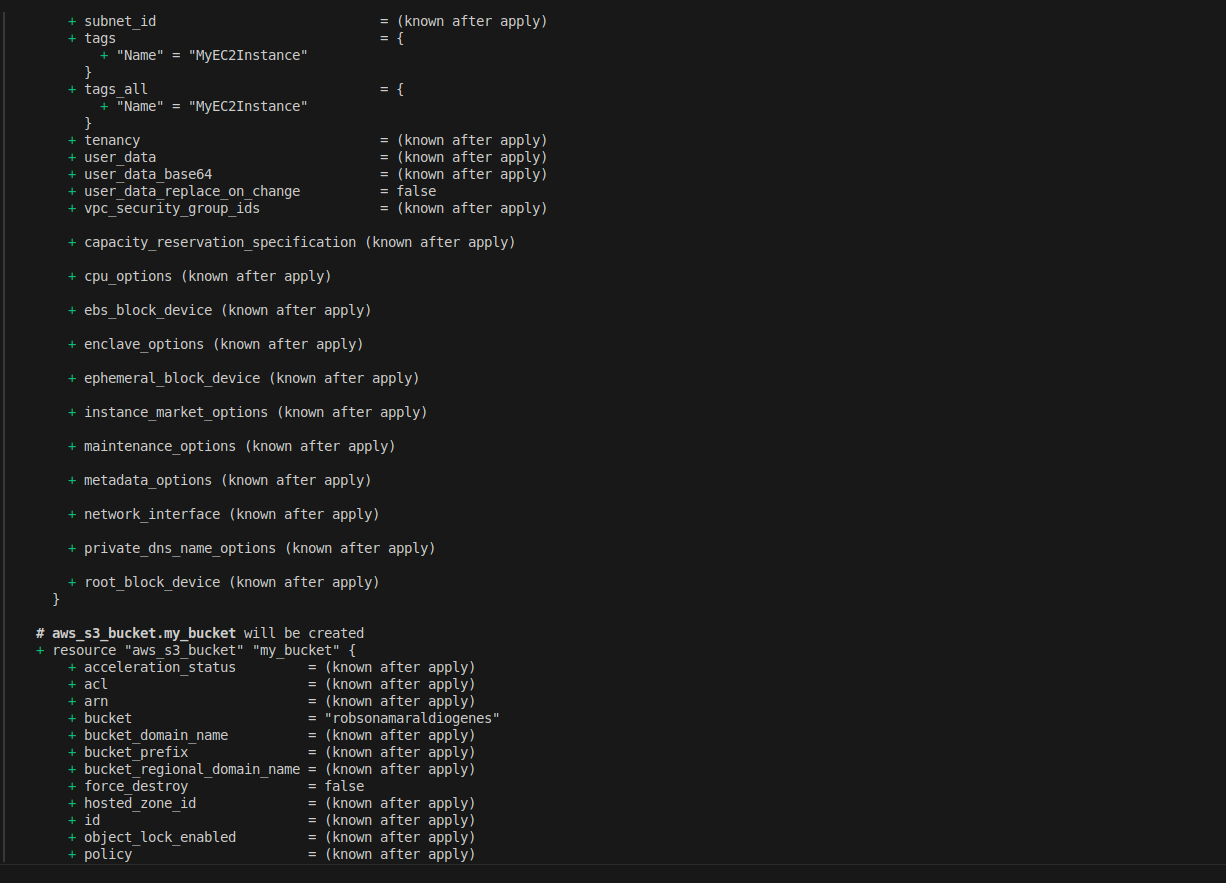 + subnet_id = (known after apply)
+ tags = {
+ "Name" = "MyEC2Instance"
}
+ tags_all = {
+ "Name" = "MyEC2Instance"
}
+ tenancy = (known after apply)
+ user_data = (known after apply)
+ user_data_base64 = (known after apply)
+ user_data_replace_on_change = false
+ vpc_security_group_ids = (known after apply)
+ capacity_reservation_specification (known after apply)
+ cpu_options (known after apply)
+ ebs_block_device (known after apply)
+ enclave_options (known after apply)
+ ephemeral_block_device (known after apply)
+ instance_market_options (known after apply)
+ maintenance_options (known after apply)
+ metadata_options (known after apply)
+ network_interface (known after apply)
+ private_dns_name_options (known after apply)
+ root_block_device (known after apply)
}
# aws_s3_bucket.my_bucket will be created
+ resource "aws_s3_bucket" "my_bucket" {
+ acceleration_status = (known after apply)
+ acl = (known after apply)
+ arn = (known after apply)
+ bucket = "robsonamaraldiogenes"
+ bucket_domain_name = (known after apply)
+ bucket_prefix = (known after apply)
+ bucket_regional_domain_name = (known after apply)
+ force_destroy = false
+ hosted_zone_id = (known after apply)
+ id = (known after apply)
+ object_lock_enabled = (known after apply)
+ policy = (known after apply)